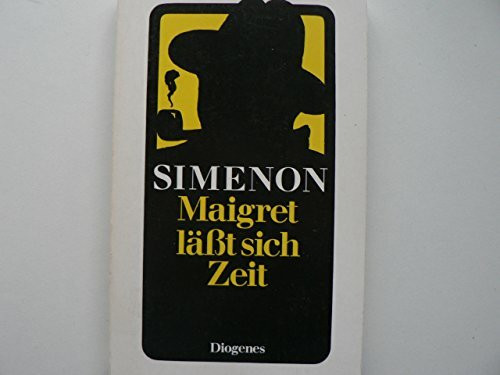 SIMENON
Maigret
läßt sich
Zeit
Diogenes